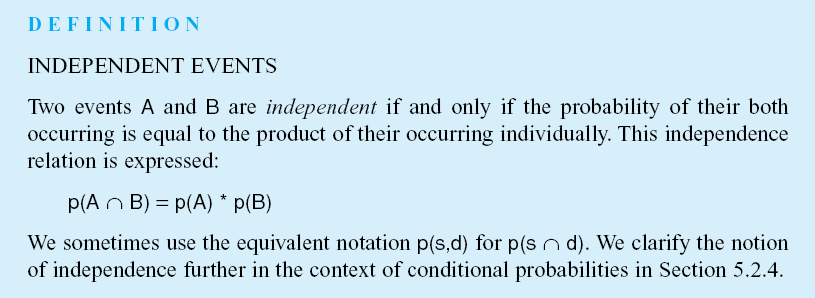 DEFINITION
INDEPENDENT EVENTS
Two events A and B are independent if and only if the probability of their both
occurring is equal to the product of their occurring individually. This independence
relation is expressed:
p(A ∩ B) = p(A) * p(B)
We sometimes use the equivalent notation p(s,d) for p(s ∩ d). We clarify the notion
of independence further in the context of conditional probabilities in Section 5.2.4.